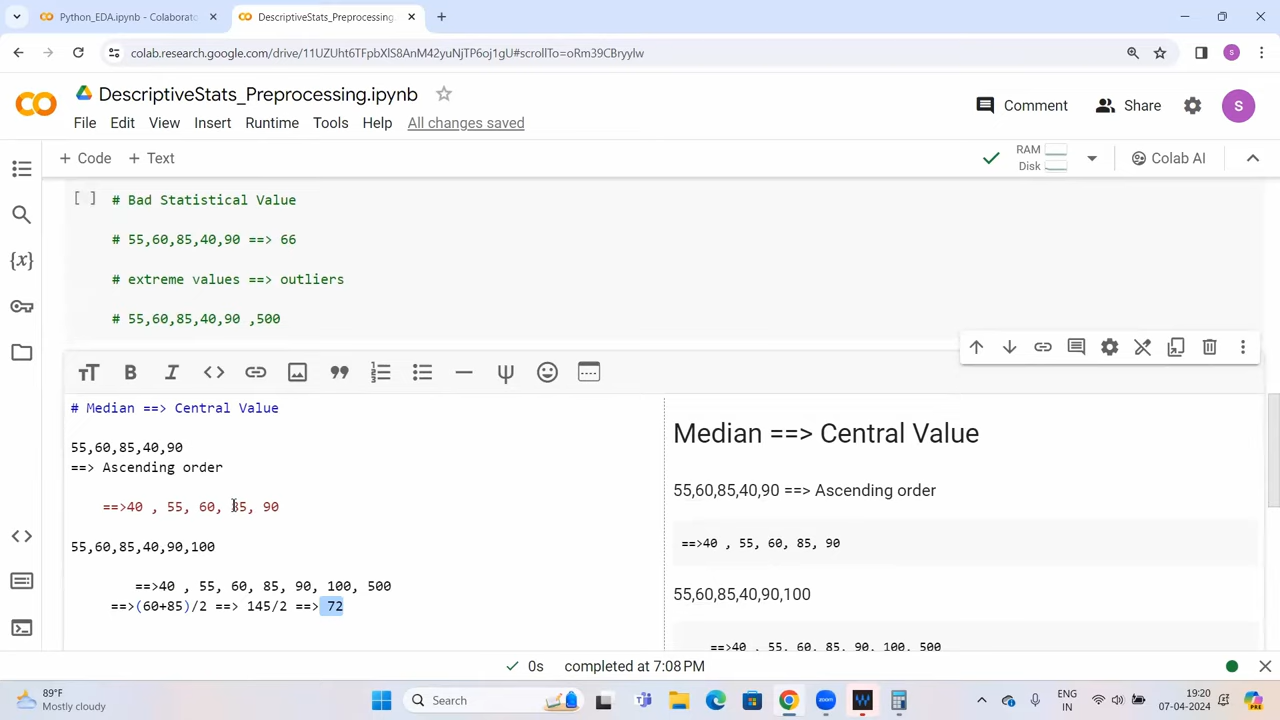 Python_EDA.ipynb - Colaborato
DescriptiveStats_Preprocessing
colab.research.google.com/drive/11UZUht6TFpbXlS8AnM42yuNjTP6oj1gU#scrollTo=oRm39CBryylw
S
DescriptiveStats_Preprocessing.ipynb
Comment
Share
S
File Edit View Insert Runtime Tools Help All changes saved
+ Code + Text
RAM
Disk
Colab AI
[ ] # Bad Statistical Value
# 55,60,85,40,90 ==> 66
# extreme values ==> outliers
# 55,60,85,40,90 ,500
# Median ==> Central Value
55,60,85,40,90
==> Ascending order
==>40 , 55, 60, 85, 90
55,60,85,40,90,100
==>40 , 55, 60, 85, 90, 100, 500
==>(60+85)/2 ==> 145/2 ==> 72
Median ==> Central Value
55,60,85,40,90 ==> Ascending order
==>40 , 55, 60, 85, 90
55,60,85,40,90,100
==>40 , 55, 60, 85, 90, 100, 500
0s completed at 7:08 PM
89°F
Mostly cloudy
Search
ENG
IN
19:20
07-04-2024